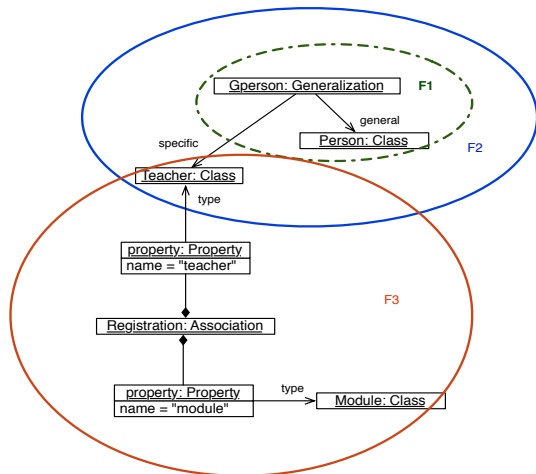 Gperson: Generalization
F1
general
Person: Class
specific
F2
Teacher: Class
type
property: Property
name = "teacher"
F3
Registration: Association
property: Property
name = "module"
type
Module: Class